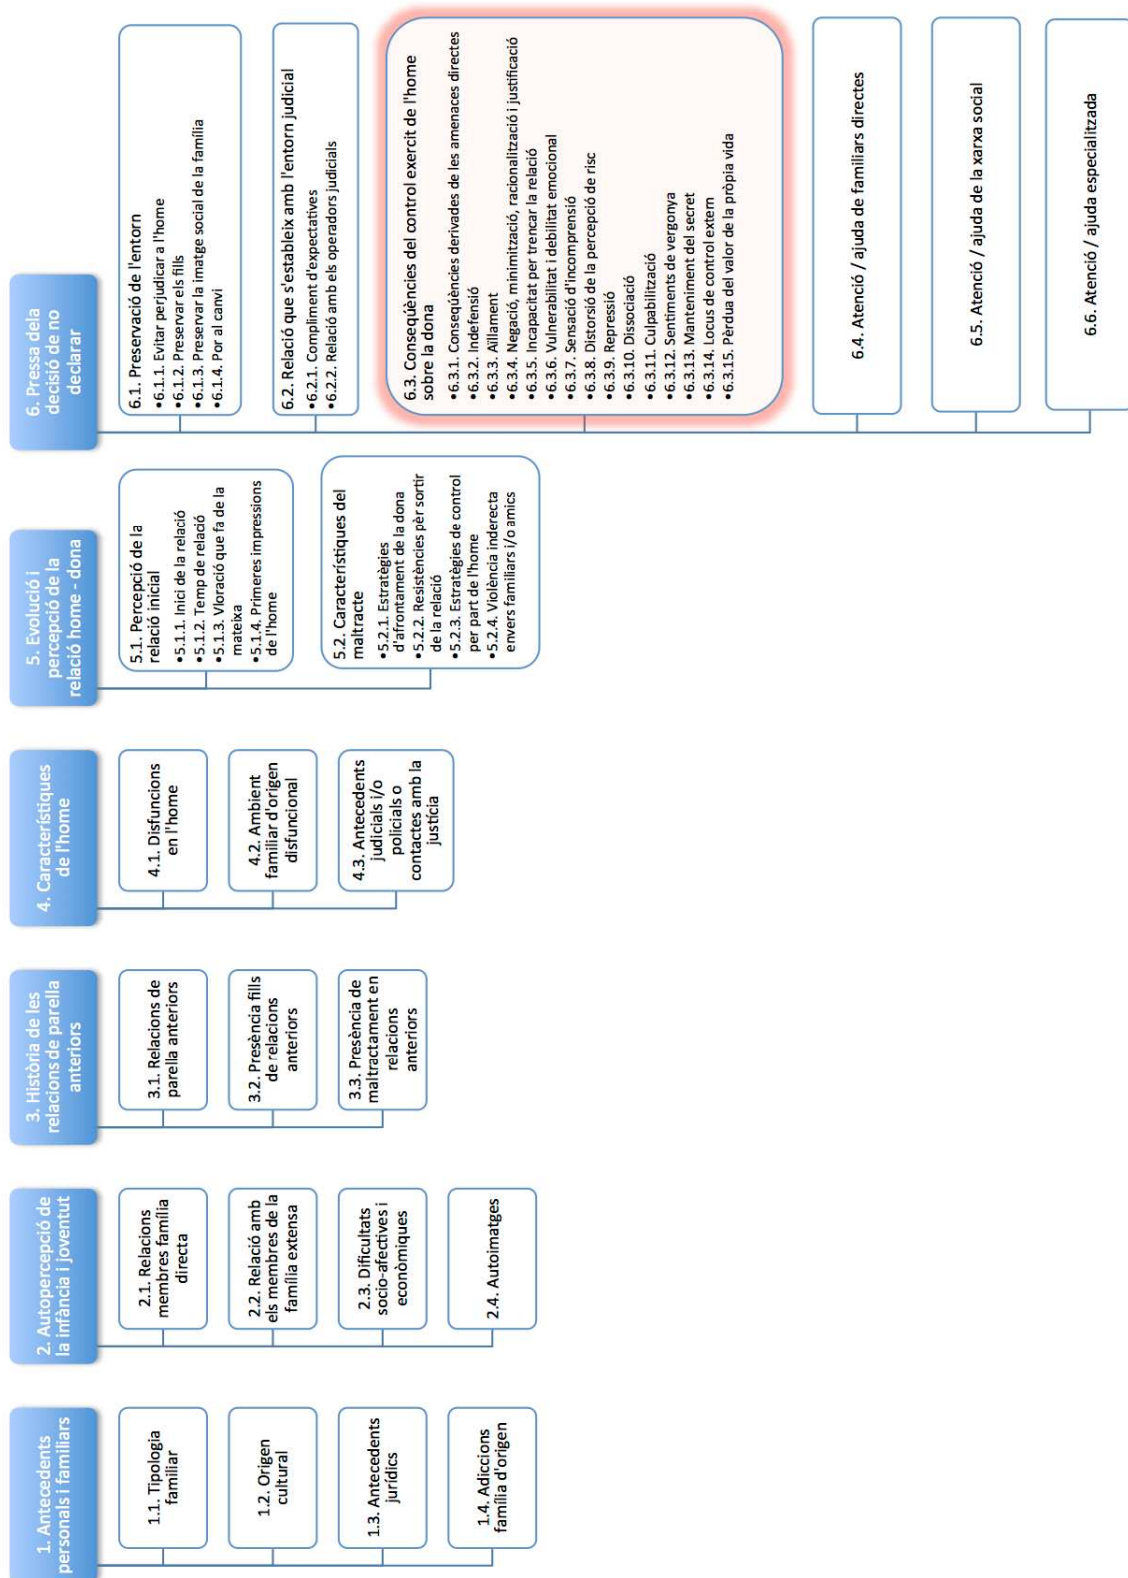 1. Antecedents
personals i familiars
1.1. Tipologia
familiar
1.2. Origen
cultural
1.3. Antecedents
jurídics
1.4. Adiccions
família d'origen
2. Autopercepció de
la infància i joventut
2.1. Relacions
membres família
directa
2.2. Relació amb
els membres de la
família extensa
2.3. Dificultats
socio-afectives i
econòmiques
2.4. Autoimatges
3. Història de les
relacions de parella
anteriors
3.1. Relacions de
parella anteriors
3.2. Presència fills
de relacions
anteriors
3.3. Presència de
maltractament en
relacions
anteriors
4. Característiques
de l'home
4.1. Disfuncions
en l'home
4.2. Ambient
familiar d'origen
disfuncional
4.3. Antecedents
judicials i/o
policials o
contactes amb la
justícia
5. Evolució i
percepció de la
relació home - dona
5.1. Percepció de la
relació inicial
•5.1.1. Inici de la relació
•5.1.2. Temp de relació
•5.1.3. Vloració que fa de la
mateixa
•5.1.4. Primeres impressions
de l'home
5.2. Característiques del
maltracte
•5.2.1. Estratègies
d'afrontament de la dona
•5.2.2. Resistències pèr sortir
de la relació
•5.2.3. Estratègies de control
per part de l'home
•5.2.4. Violència inderecta
envers familiars i/o amics
6. Pressa dela
decisió de no
declarar
6.1. Preservació de l'entorn
•6.1.1. Evitar perjudicar a l'home
•6.1.2. Preservar els fills
•6.1.3. Preservar la imatge social de la família
•6.1.4. Por al canvi
6.2. Relació que s'estableix amb l'entorn judicial
•6.2.1. Compliment d'expectatives
•6.2.2. Relació amb els operadors judicials
6.3. Conseqüències del control exercit de l'home
sobre la dona
•6.3.1. Conseqüències derivades de les amenaces directes
•6.3.2. Indefensió
•6.3.3. Aïllament
•6.3.4. Negació, minimització, racionalització i justificació
•6.3.5. Incapacitat per trencar la relació
•6.3.6. Vulnerabilitat i debilitat emocional
•6.3.7. Sensació d'incomprensió
•6.3.8. Distorsió de la percepció de risc
•6.3.9. Repressió
•6.3.10. Dissociació
•6.3.11. Culpabilització
•6.3.12. Sentiments de vergonya
•6.3.13. Manteniment del secret
•6.3.14. Locus de control extern
•6.3.15. Pèrdua del valor de la pròpia vida
6.4. Atenció / ajuda de familiars directes
6.5. Atenció / ajuda de la xarxa social
6.6. Atenció / ajuda especialitzada